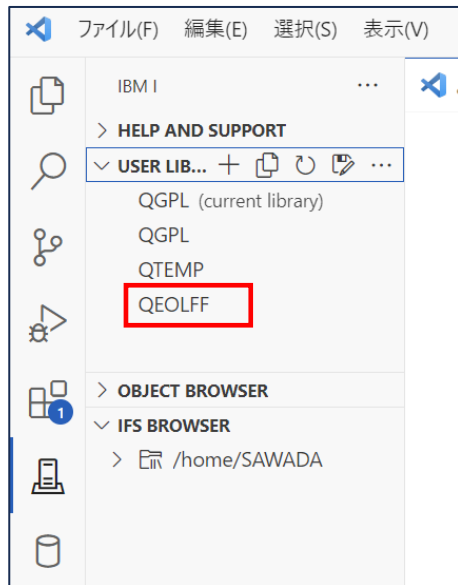 ファイル(F) 編集(E) 選択(S) 表示(V)
IBM I ...
HELP AND SUPPORT
USER LIB... ...
QGPL (current library)
QGPL
QTEMP
QEOLFF
OBJECT BROWSER
1
IFS BROWSER
/home/SAWADA